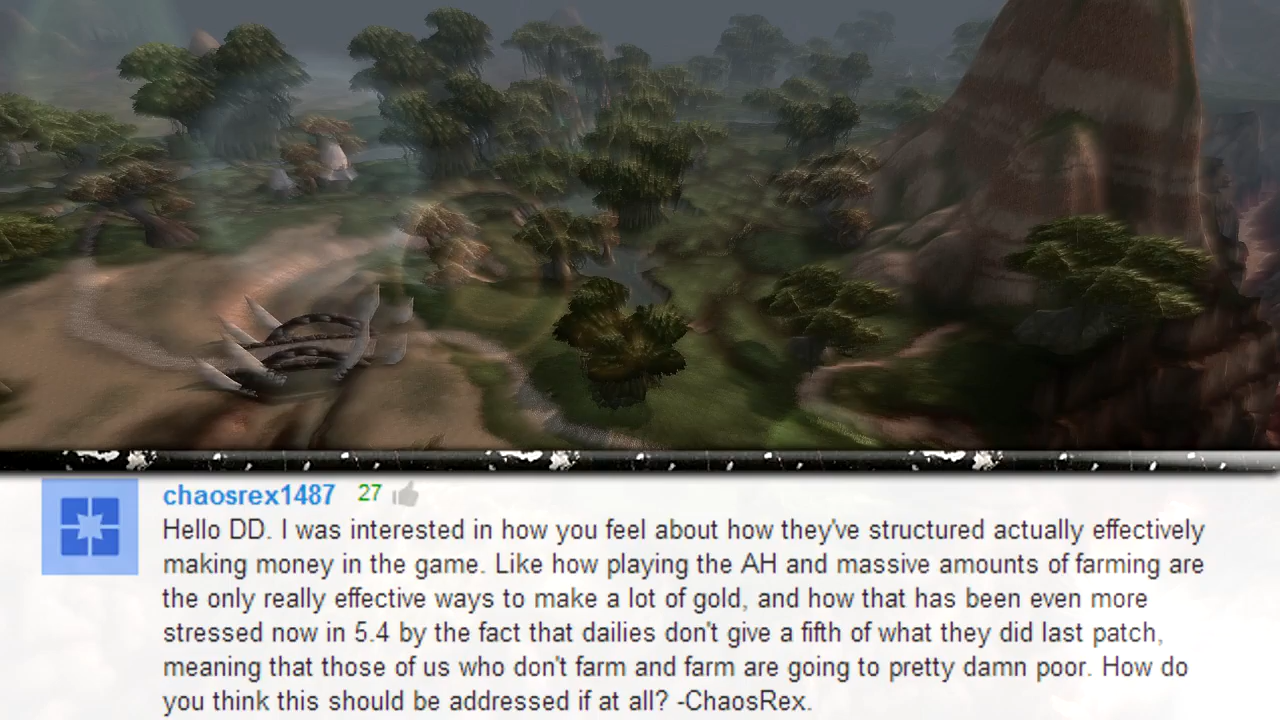 chaosrex1487 27
Hello DD. I was interested in how you feel about how they've structured actually effectively
making money in the game. Like how playing the AH and massive amounts of farming are
the only really effective ways to make a lot of gold, and how that has been even more
stressed now in 5.4 by the fact that dailies don't give a fifth of what they did last patch,
meaning that those of us who don't farm and farm are going to pretty damn poor. How do
you think this should be addressed if at all? -ChaosRex.